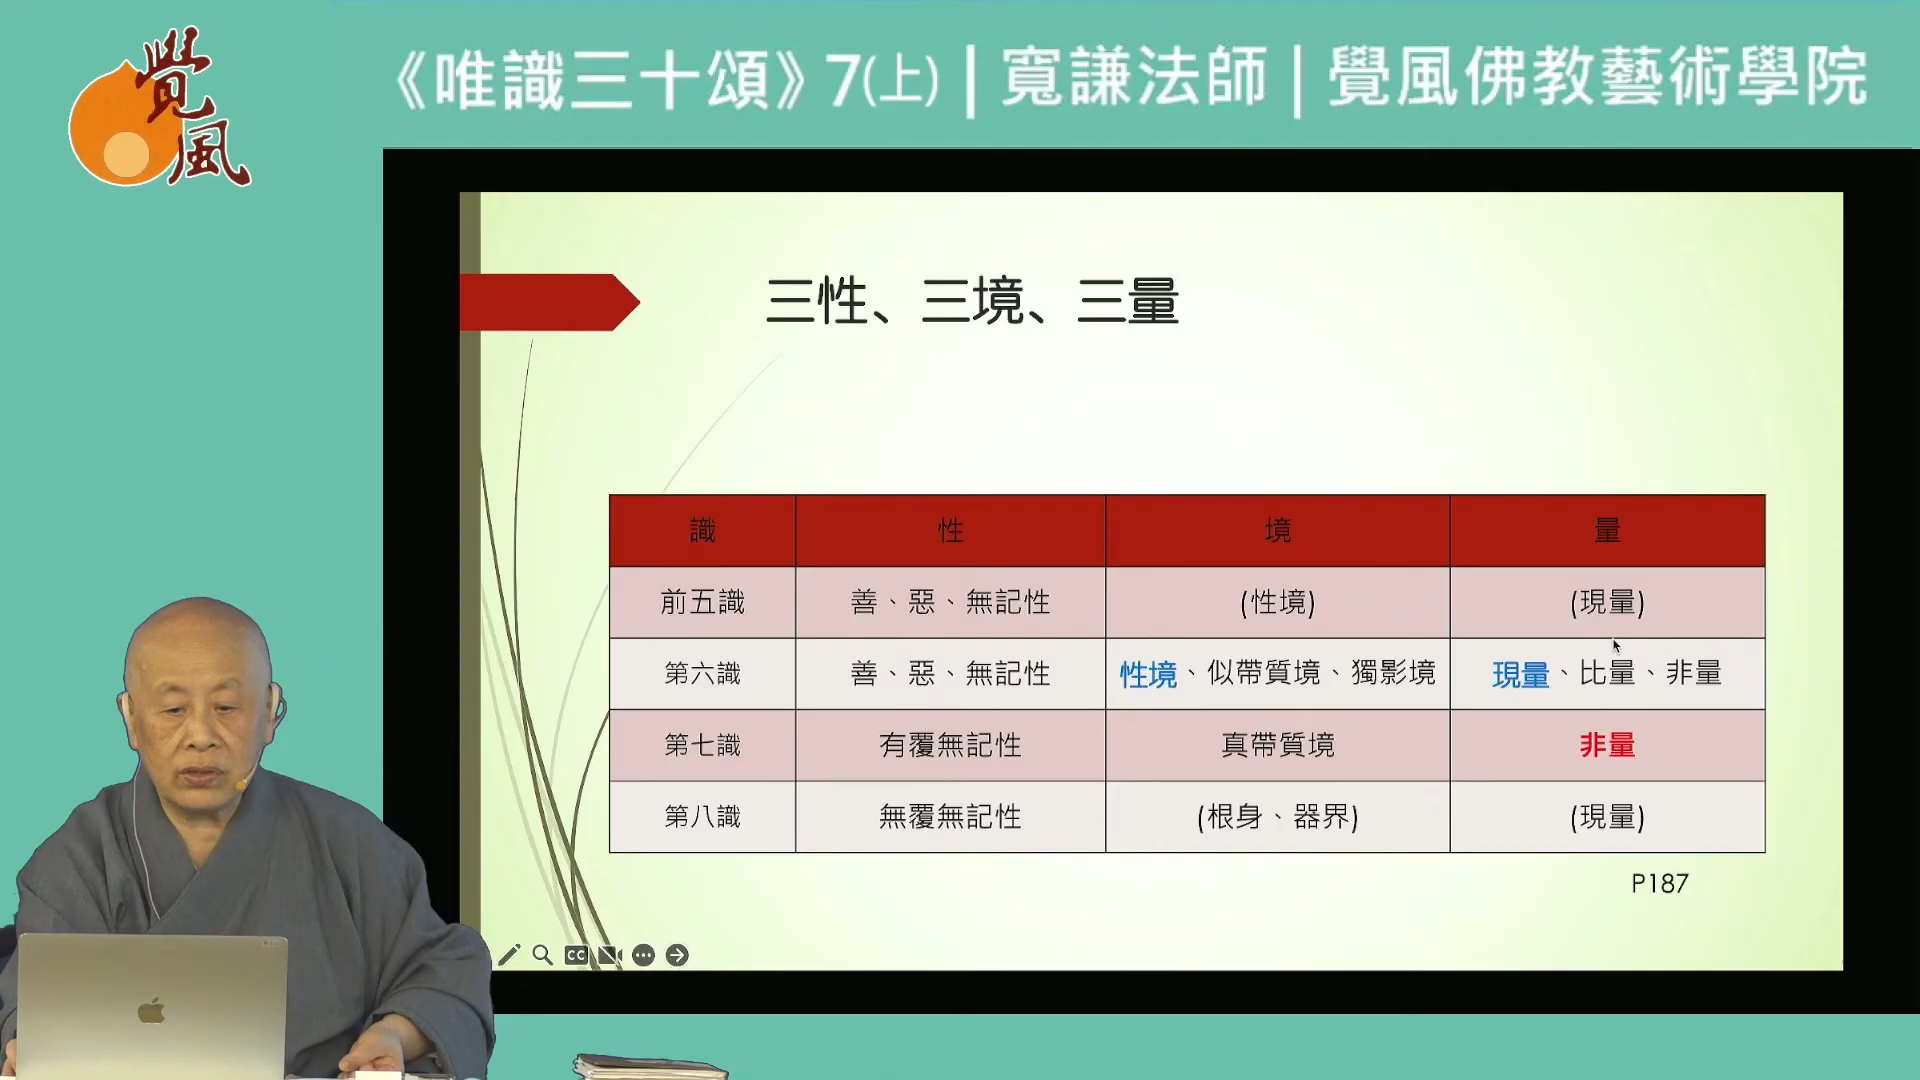 覺風
《唯識三十頌》7(上)|寬謙法師|覺風佛教藝術學院
三性、三境、三量
識 性 境 量
前五識 善、惡、無記性 (性境) (現量)
第六識 善、惡、無記性 性境、似帶質境、獨影境 現量、比量、非量
第七識 有覆無記性 真帶質境 非量
第八識 無覆無記性 (根身、器界) (現量)
P187
CC